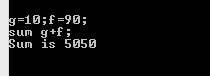 g=10;f=90;
sum g+f;
Sum is 5050